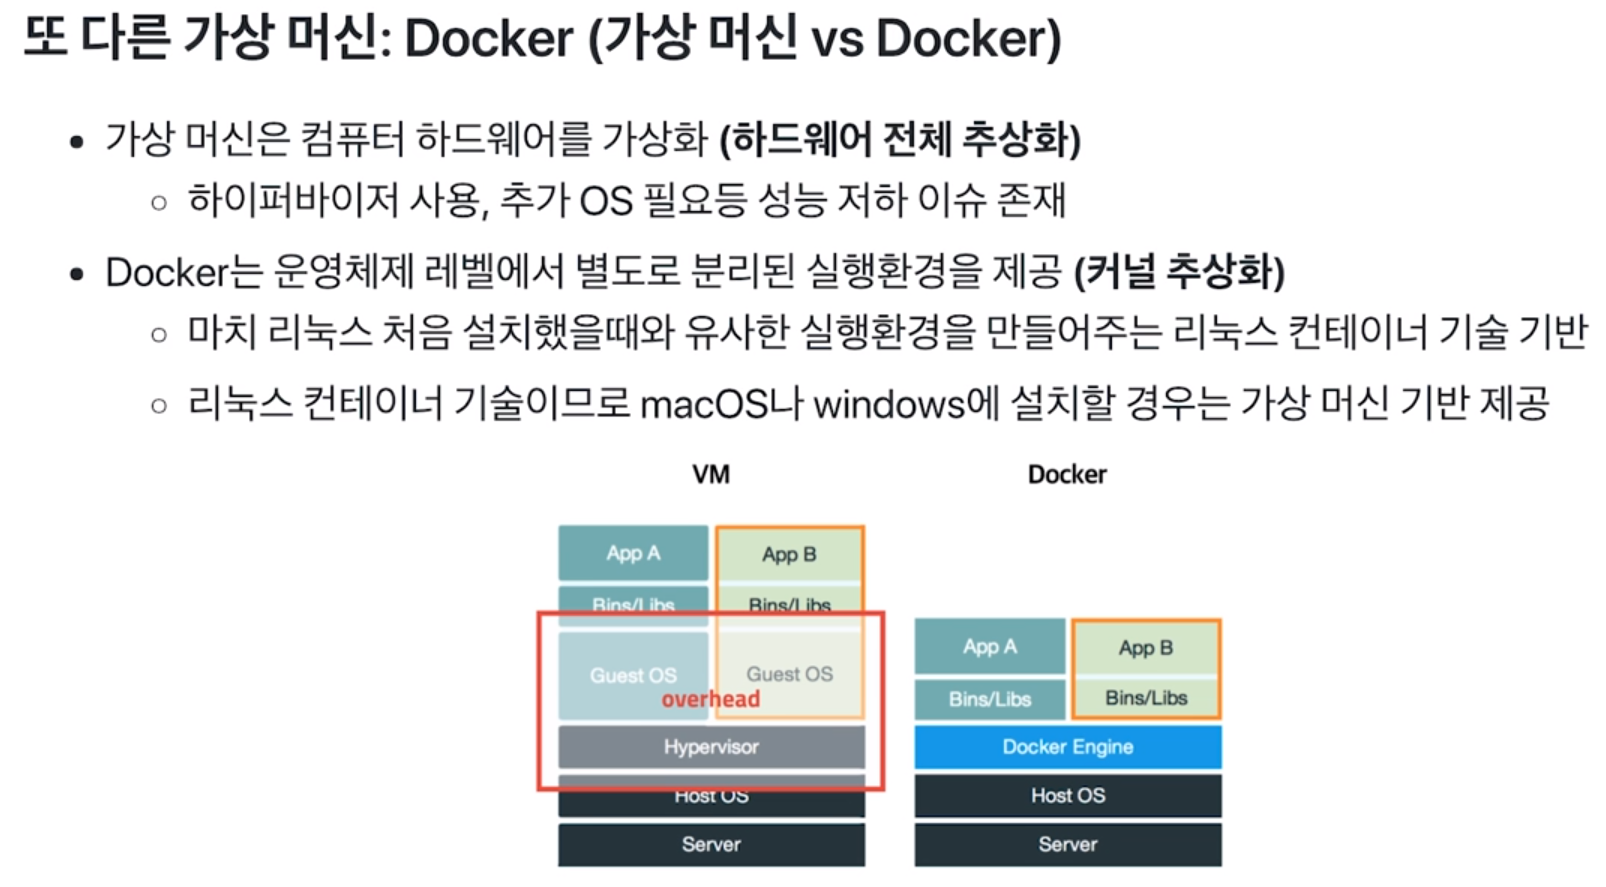 또 다른 가상 머신: Docker (가상 머신 vs Docker)
• 가상 머신은 컴퓨터 하드웨어를 가상화 (하드웨어 전체 추상화)
○ 하이퍼바이저 사용, 추가 OS 필요등 성능 저하 이슈 존재
• Docker는 운영체제 레벨에서 별도로 분리된 실행환경을 제공 (커널 추상화)
○ 마치 리눅스 처음 설치했을때와 유사한 실행환경을 만들어주는 리눅스 컨테이너 기술 기반
○ 리눅스 컨테이너 기술이므로 macOS나 windows에 설치할 경우는 가상 머신 기반 제공
VM
App A
App B
Bins/Libs
Bins/Libs
Guest OS
Guest OS
overhead
Hypervisor
Host OS
Server
Docker
App A
App B
Bins/Libs
Bins/Libs
Docker Engine
Host OS
Server